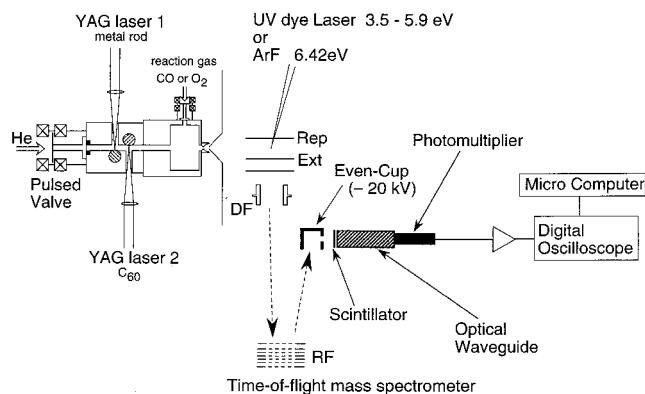 YAG laser 1
metal rod
UV dye Laser 3.5 - 5.9 eV
or
ArF 6.42eV
reaction gas
CO or O2
He
Pulsed
Valve
YAG laser 2
C60
Rep
Ext
DF
Even-Cup
(– 20 kV)
Photomultiplier
Micro Computer
Digital
Oscilloscope
Scintillator
Optical
Waveguide
RF
Time-of-flight mass spectrometer